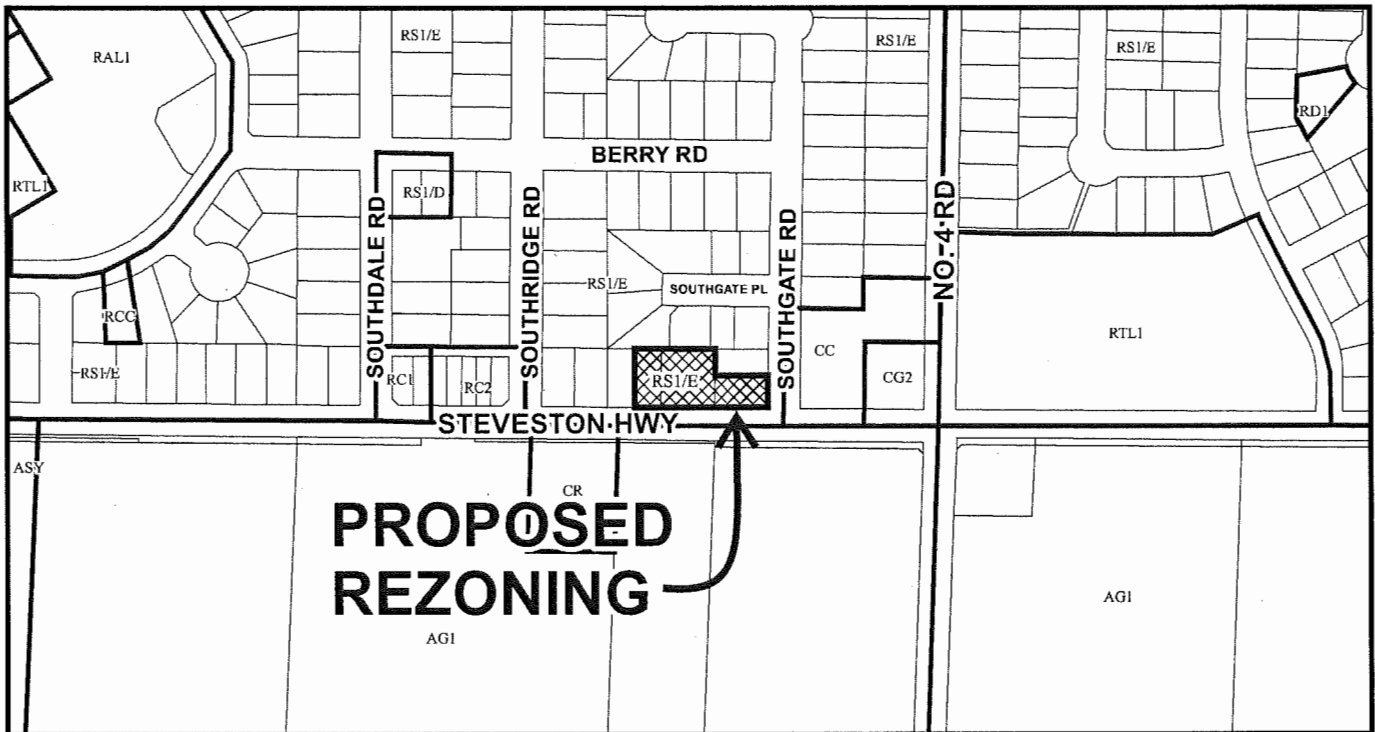 RAL1
RS1/E
RS1/E
RS1/E
RD1
BERRY RD
RTL1
RS1/D
SOUTHDALE RD
SOUTHRIDGE RD
SOUTHGATE RD
NO. 4 RD
RS1/E
SOUTHGATE PL
RCC
RTL1
RS1/E
RC1
RC2
RS1/E
CC
CG2
STEVESTON HWY
ASY
CR
PROPOSED
REZONING
AG1
AG1